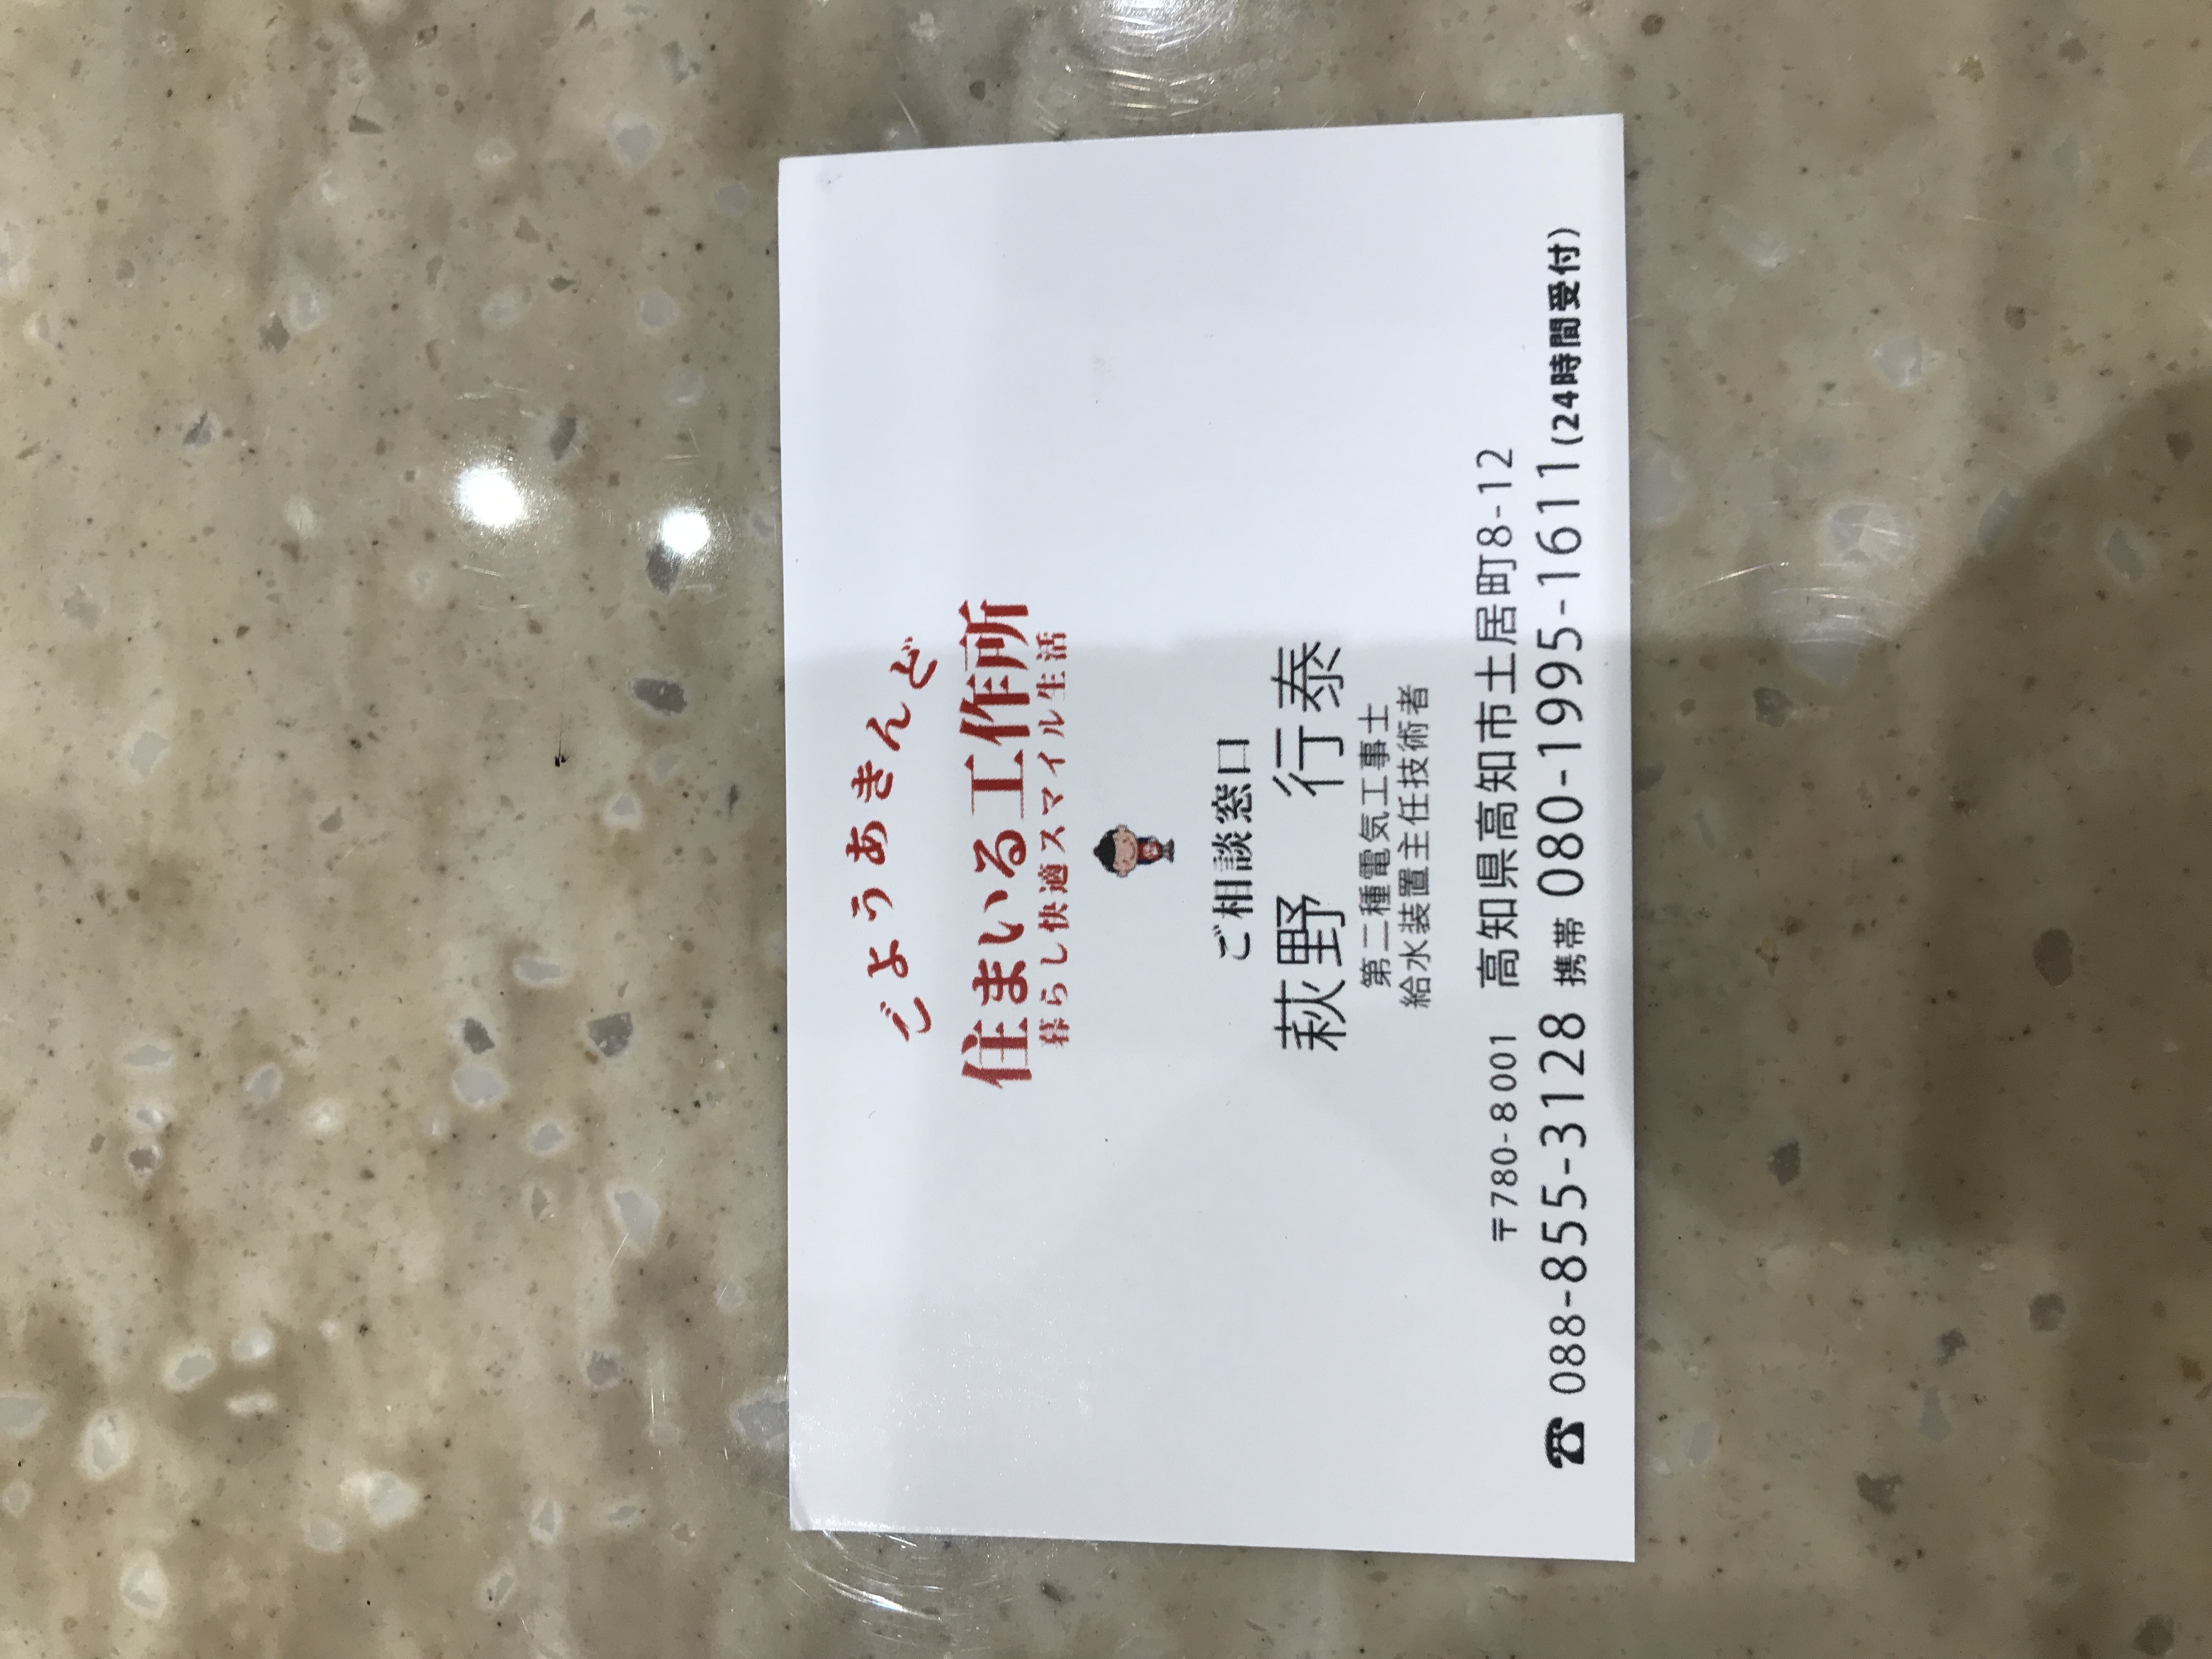 ごようあきんど
住まいる工作所
暮らし快適スマイル生活
ご相談窓口
萩野 行泰
第二種電気工事士
給水装置主任技術者
〒780-8001 高知県高知市土居町8-12
☎ 088-855-3128 携帯 080-1995-1611(24時間受付)